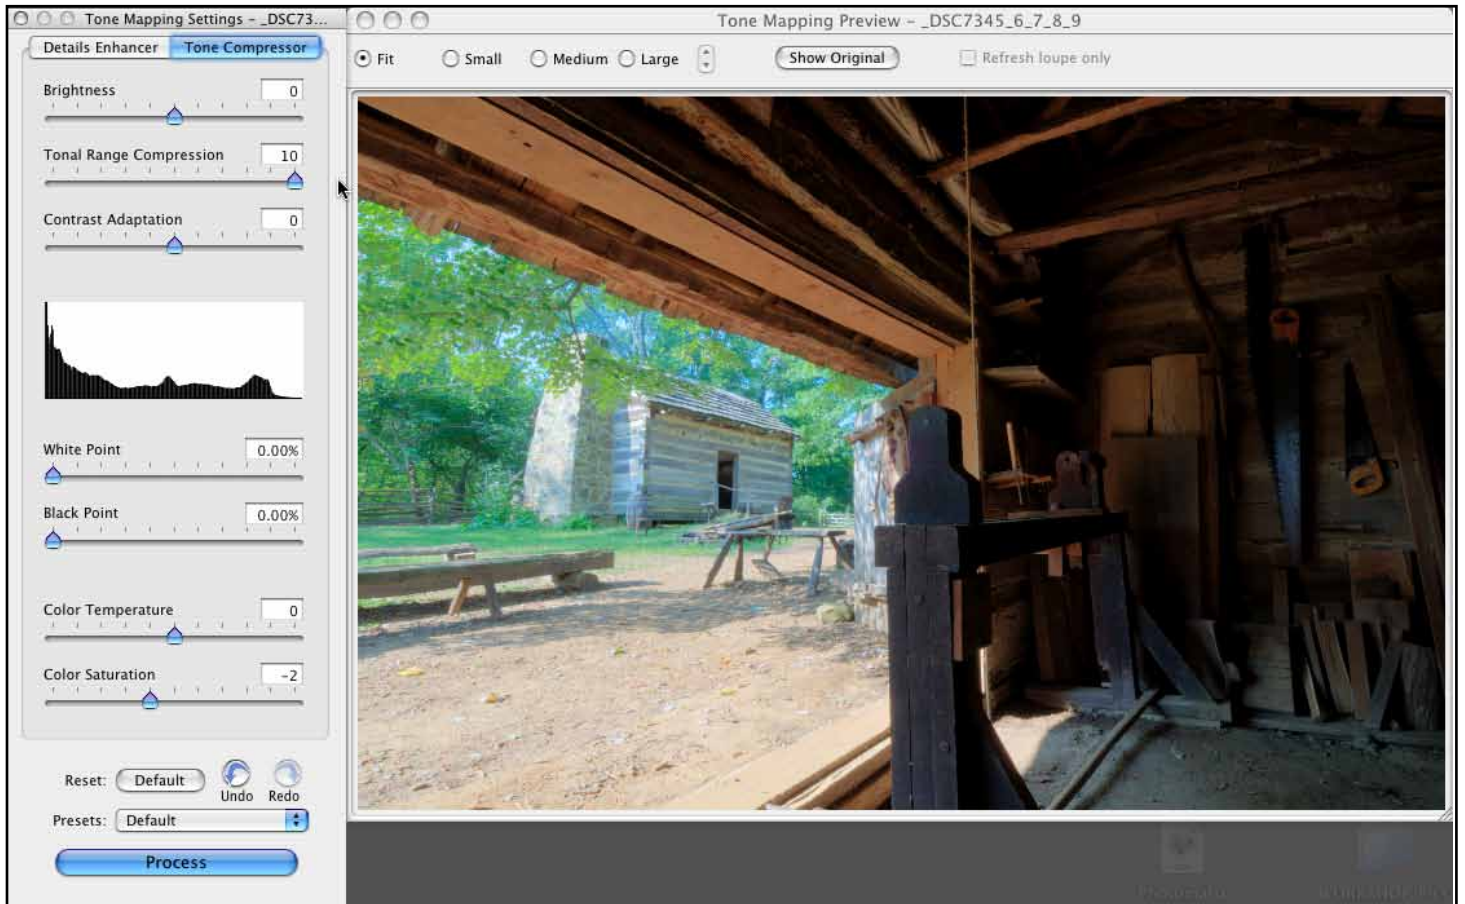 Tone Mapping Settings – _DSC73...
Details Enhancer
Tone Compressor
Brightness
0
Tonal Range Compression
10
Contrast Adaptation
0
White Point
0.00%
Black Point
0.00%
Color Temperature
0
Color Saturation
-2
Reset:
Default
Undo
Redo
Presets:
Default
Process
Tone Mapping Preview – _DSC7345_6_7_8_9
Fit
Small
Medium
Large
Show Original
Refresh loupe only